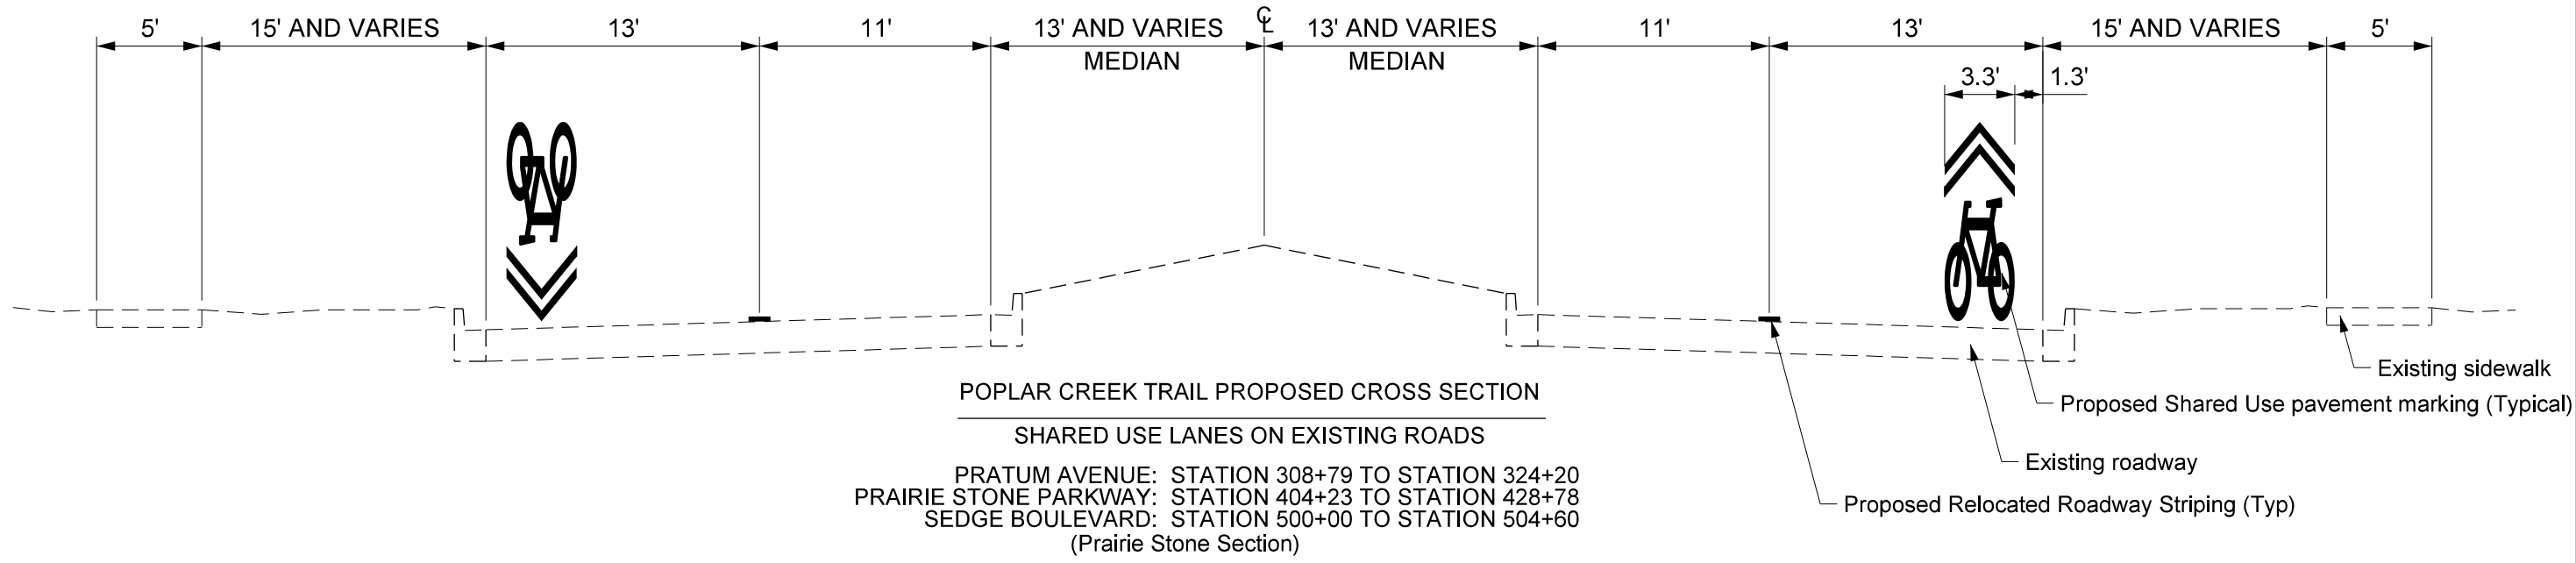 5' 15' AND VARIES 13' 11' 13' AND VARIES ℄ 13' AND VARIES 11' 13' 15' AND VARIES 5'
MEDIAN MEDIAN
3.3' 1.3'
Existing sidewalk
POPLAR CREEK TRAIL PROPOSED CROSS SECTION
Proposed Shared Use pavement marking (Typical)
SHARED USE LANES ON EXISTING ROADS
Existing roadway
PRATUM AVENUE: STATION 308+79 TO STATION 324+20
PRAIRIE STONE PARKWAY: STATION 404+23 TO STATION 428+78
Proposed Relocated Roadway Striping (Typ)
SEDGE BOULEVARD: STATION 500+00 TO STATION 504+60
(Prairie Stone Section)